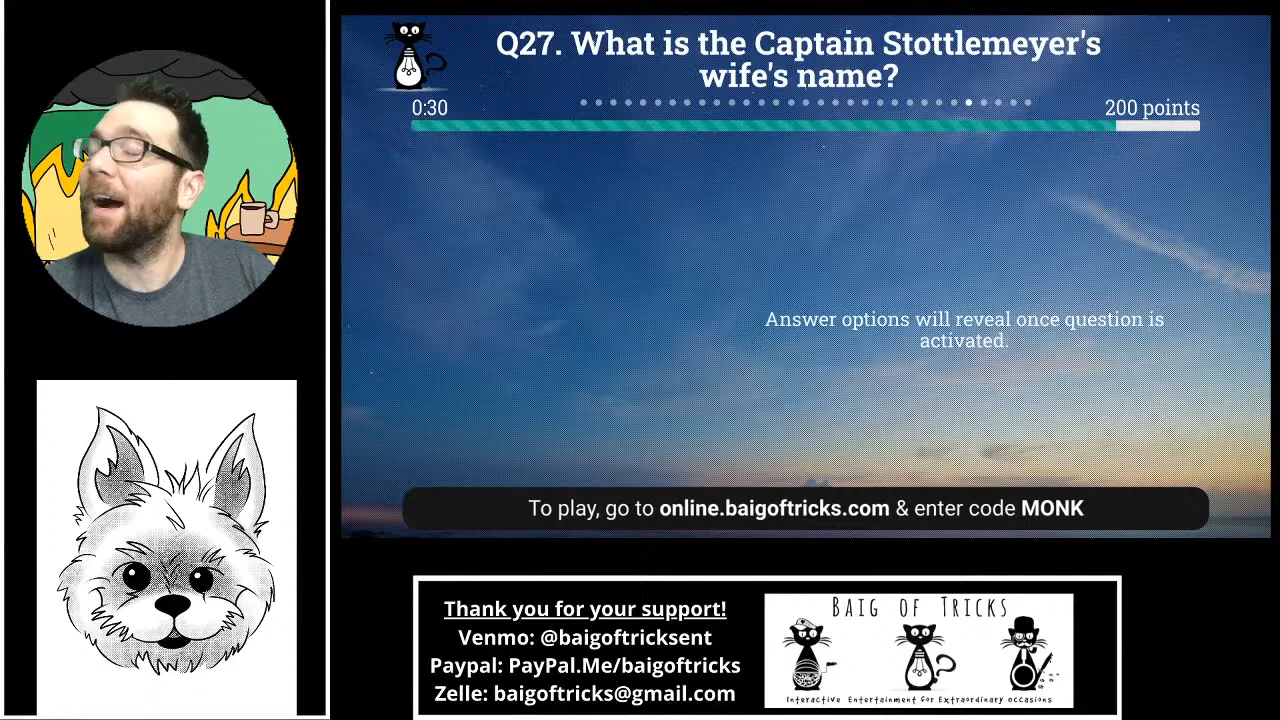 Q27. What is the Captain Stottlemeyer's
wife's name?
0:30
200 points
Answer options will reveal once question is
activated.
To play, go to online.baigoftricks.com & enter code MONK
Thank you for your support!
Venmo: @baigoftricksent
Paypal: PayPal.Me/baigoftricks
Zelle: baigoftricks@gmail.com
BAIG OF TRICKS
Interactive Entertainment for Extraordinary occasions